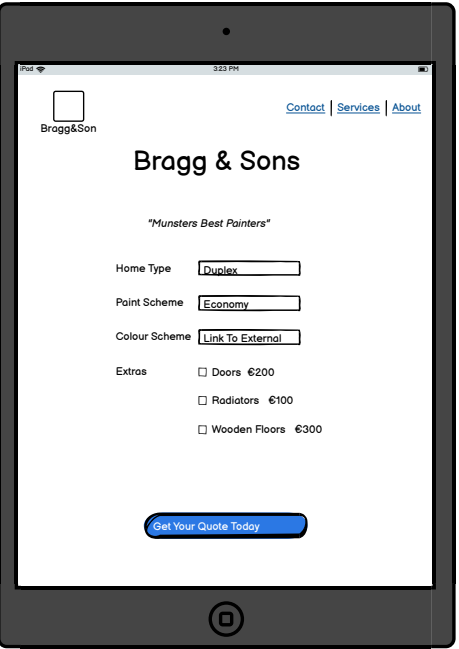 iPad 3:23 PM
Contact | Services | About
Bragg&Son
Bragg & Sons
"Munsters Best Painters"
Home Type Duplex
Paint Scheme Economy
Colour Scheme Link To External
Extras Doors €200
Radiators €100
Wooden Floors €300
Get Your Quote Today